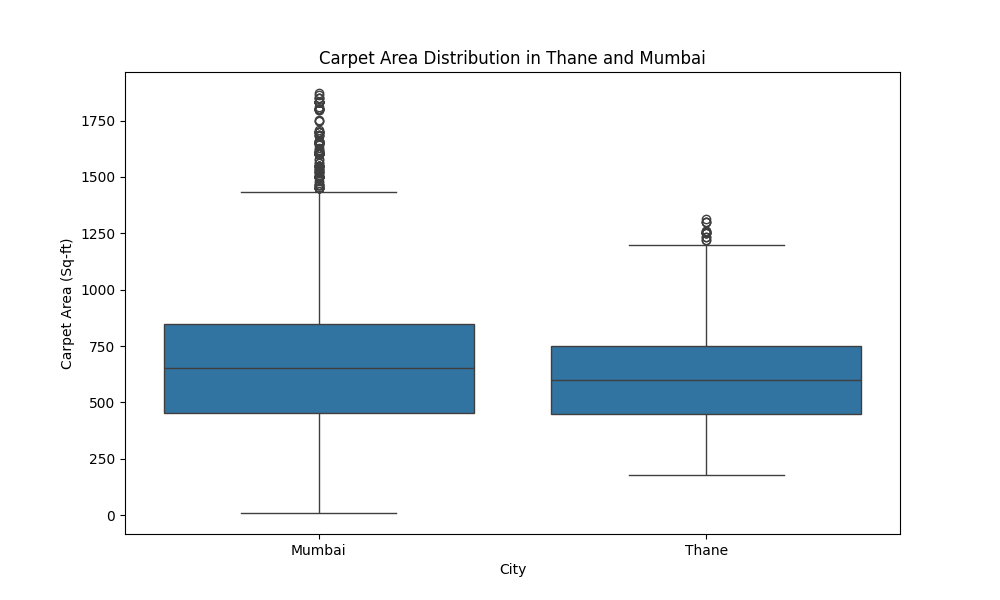 Carpet Area Distribution in Thane and Mumbai
Carpet Area (Sq-ft)
1750
1500
1250
1000
750
500
250
0
Mumbai
Thane
City